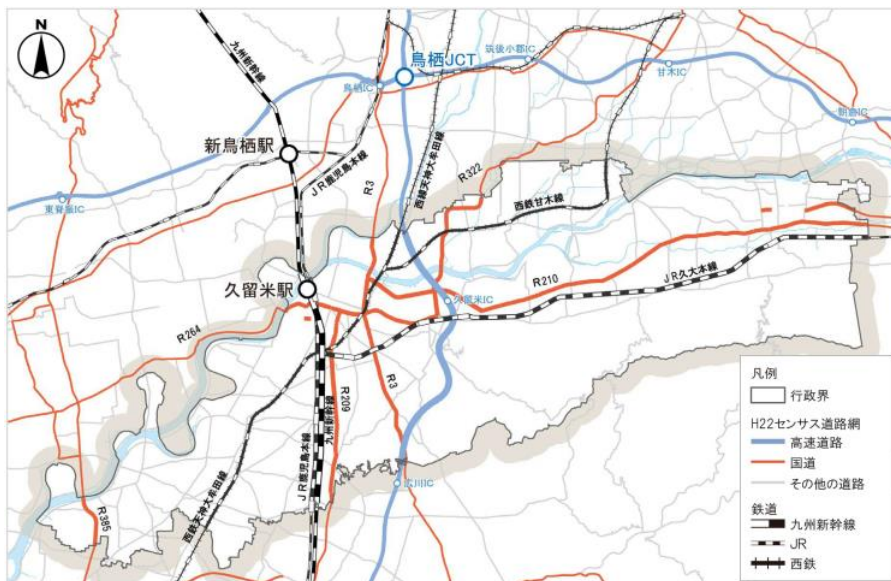 N
九州新幹線
鳥栖JCT
筑後小郡IC
甘木IC
鳥栖IC
朝倉IC
新鳥栖駅
JR鹿児島本線
R3
西鉄天神大牟田線
R322
東脊振IC
西鉄甘木線
久留米駅
久留米IC
R210
JR久大本線
R264
R209
R3
九州新幹線
JR鹿児島本線
西鉄天神大牟田線
広川IC
R385
凡例
行政界
H22センサス道路網
高速道路
国道
その他の道路
鉄道
九州新幹線
JR
西鉄